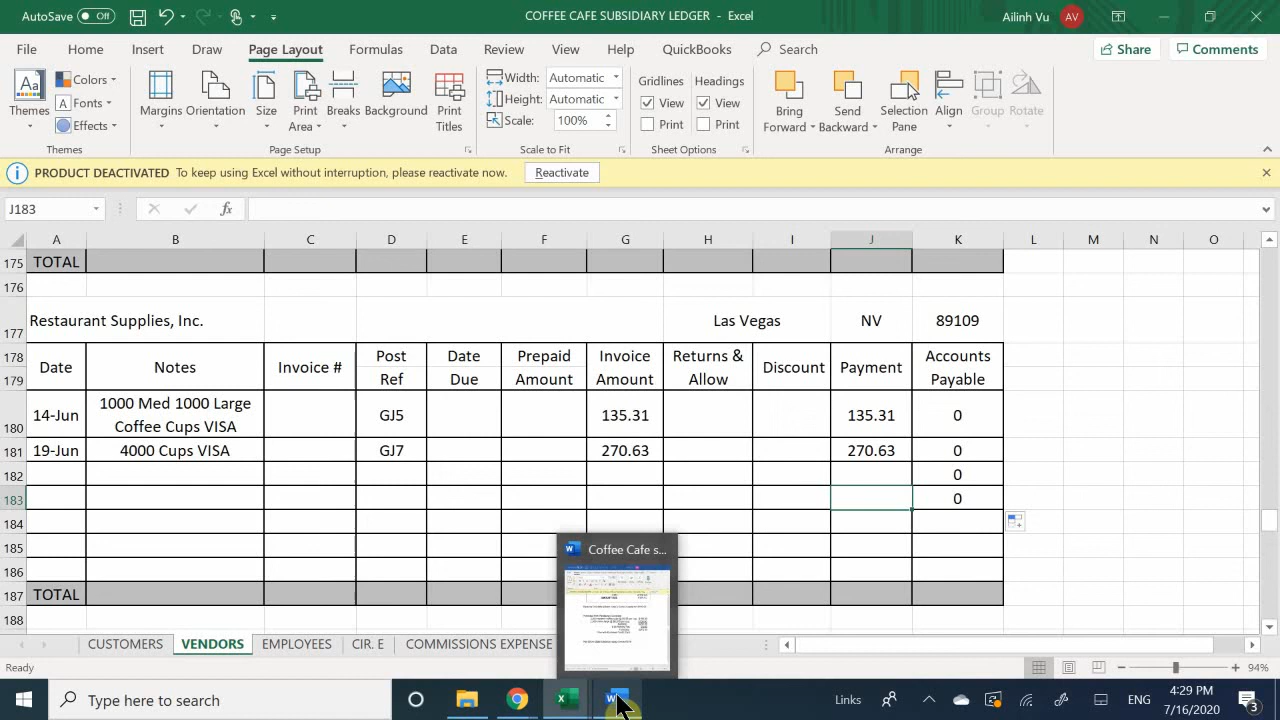 AutoSave Off
COFFEE CAFE SUBSIDIARY LEDGER - Excel
Ailinh Vu AV
File Home Insert Draw Page Layout Formulas Data Review View Help QuickBooks Search Share Comments
Themes
Colors
Fonts
Effects
Themes
Margins
Orientation
Size
Print
Area
Breaks
Background
Print
Titles
Page Setup
Width: Automatic
Height: Automatic
Scale: 100%
Scale to Fit
Gridlines Headings
View View
Print Print
Sheet Options
Bring
Forward
Send
Backward
Selection
Pane
Align
Group
Rotate
Arrange
PRODUCT DEACTIVATED To keep using Excel without interruption, please reactivate now. Reactivate
J183 fx
A B C D E F G H I J K L M N O
175 TOTAL
176
177 Restaurant Supplies, Inc. Las Vegas NV 89109
178 Post Date Prepaid Invoice Returns & Accounts
Date Notes Invoice # Discount Payment
179 Ref Due Amount Amount Allow Payable
1000 Med 1000 Large
180 14-Jun Coffee Cups VISA GJ5 135.31 135.31 0
181 19-Jun 4000 Cups VISA GJ7 270.63 270.63 0
182 0
183 0
184
185
186
187 TOTAL
188
Coffee Cafe s...
CUSTOMERS VENDORS EMPLOYEES CIR. E COMMISSIONS EXPENSE
Ready 94%
Type here to search
Links
ENG
4:29 PM
7/16/2020
3